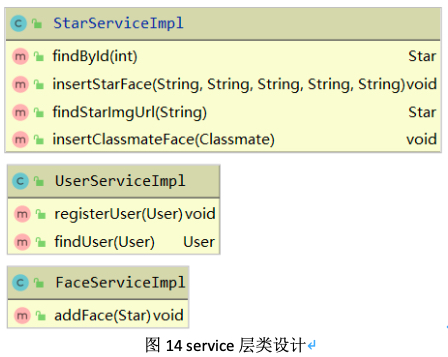 C StarServiceImpl
m findById(int) Star
m insertStarFace(String, String, String, String, String) void
m findStarImgUrl(String) Star
m insertClassmateFace(Classmate) void
C UserServiceImpl
m registerUser(User) void
m findUser(User) User
C FaceServiceImpl
m addFace(Star) void
图 14 service 层类设计